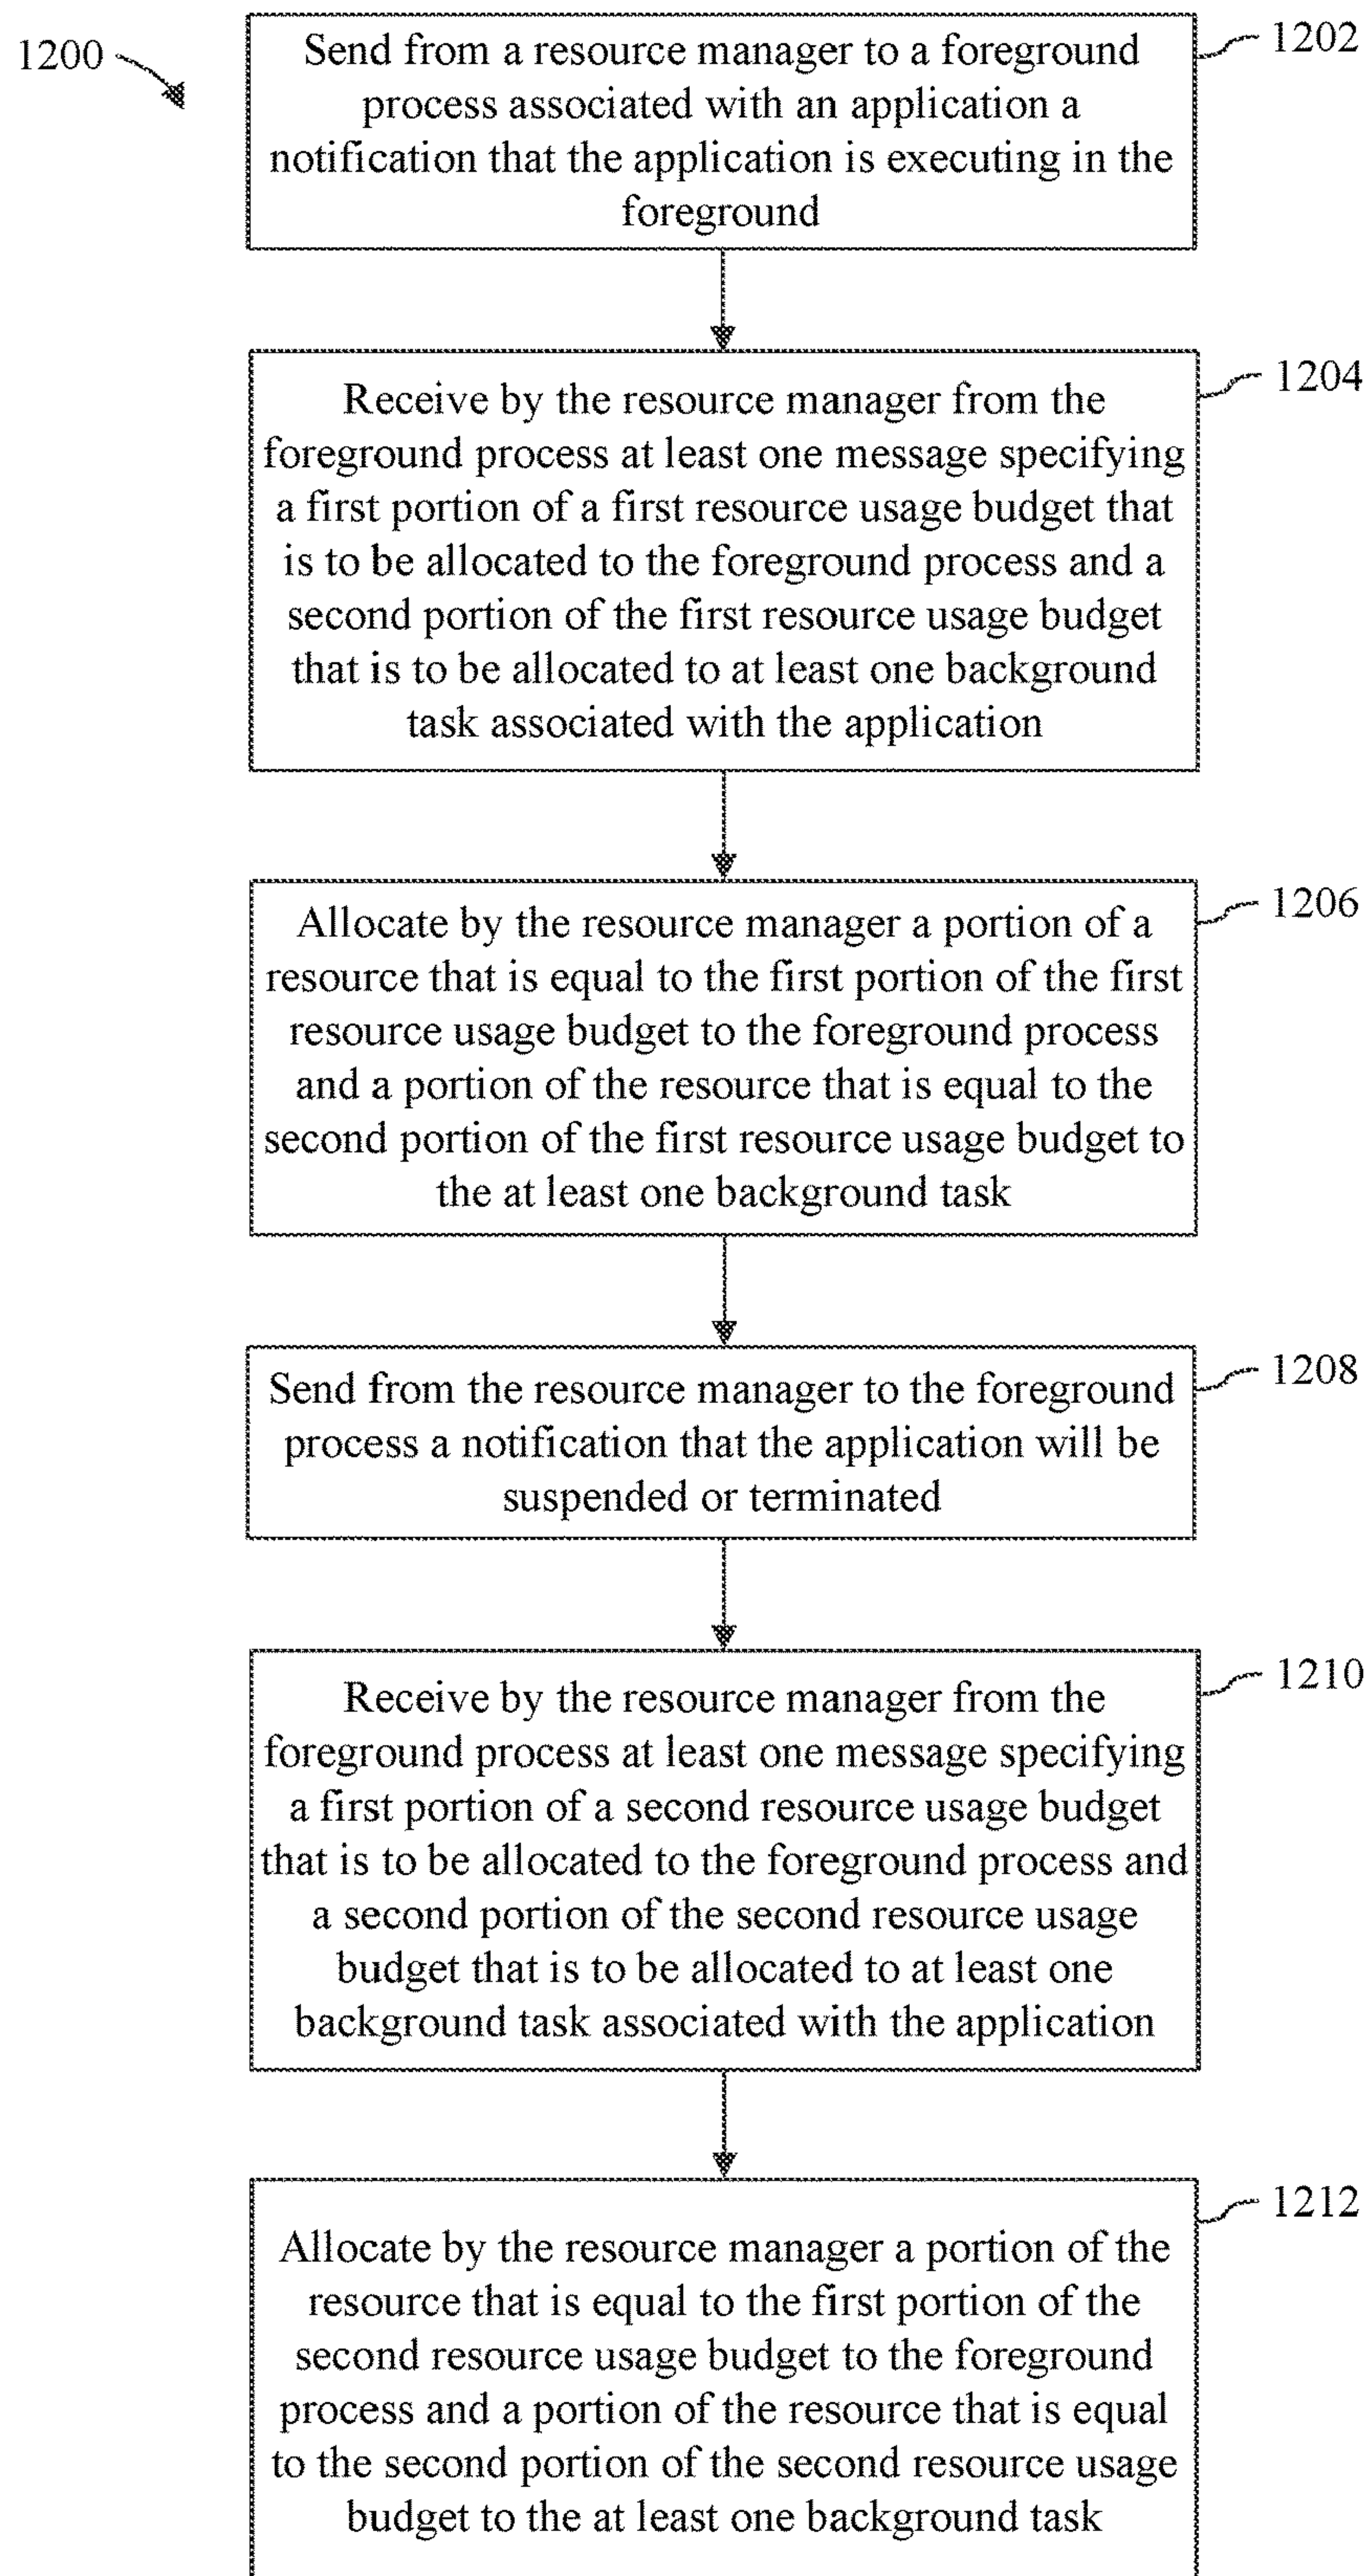 1200
Send from a resource manager to a foreground
process associated with an application a
notification that the application is executing in the
foreground
1202
Receive by the resource manager from the
foreground process at least one message specifying
a first portion of a first resource usage budget that
is to be allocated to the foreground process and a
second portion of the first resource usage budget
that is to be allocated to at least one background
task associated with the application
1204
Allocate by the resource manager a portion of a
resource that is equal to the first portion of the first
resource usage budget to the foreground process
and a portion of the resource that is equal to the
second portion of the first resource usage budget to
the at least one background task
1206
Send from the resource manager to the foreground
process a notification that the application will be
suspended or terminated
1208
Receive by the resource manager from the
foreground process at least one message specifying
a first portion of a second resource usage budget
that is to be allocated to the foreground process and
a second portion of the second resource usage
budget that is to be allocated to at least one
background task associated with the application
1210
Allocate by the resource manager a portion of the
resource that is equal to the first portion of the
second resource usage budget to the foreground
process and a portion of the resource that is equal
to the second portion of the second resource usage
budget to the at least one background task
1212